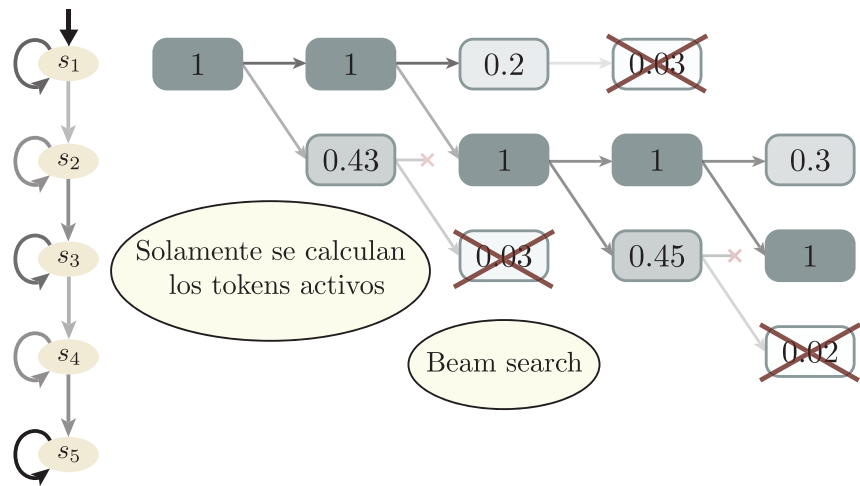 s1 1 1 0.2 0.03
s2 0.43 1 1 0.3
s3 0.03 0.45 1
Solamente se calculan
los tokens activos
s4 0.02
Beam search
s5